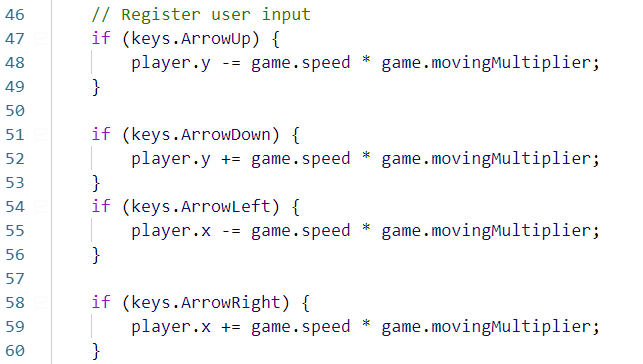 46 // Register user input
47 if (keys.ArrowUp) {
48 player.y -= game.speed * game.movingMultiplier;
49 }
50
51 if (keys.ArrowDown) {
52 player.y += game.speed * game.movingMultiplier;
53 }
54 if (keys.ArrowLeft) {
55 player.x -= game.speed * game.movingMultiplier;
56 }
57
58 if (keys.ArrowRight) {
59 player.x += game.speed * game.movingMultiplier;
60 }